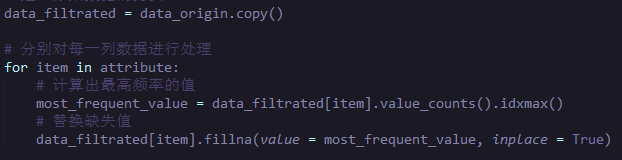 data_filtrated = data_origin.copy()
# 分别对每一列数据进行处理
for item in attribute:
# 计算出最高频率的值
most_frequent_value = data_filtrated[item].value_counts().idxmax()
# 替换缺失值
data_filtrated[item].fillna(value = most_frequent_value, inplace = True)